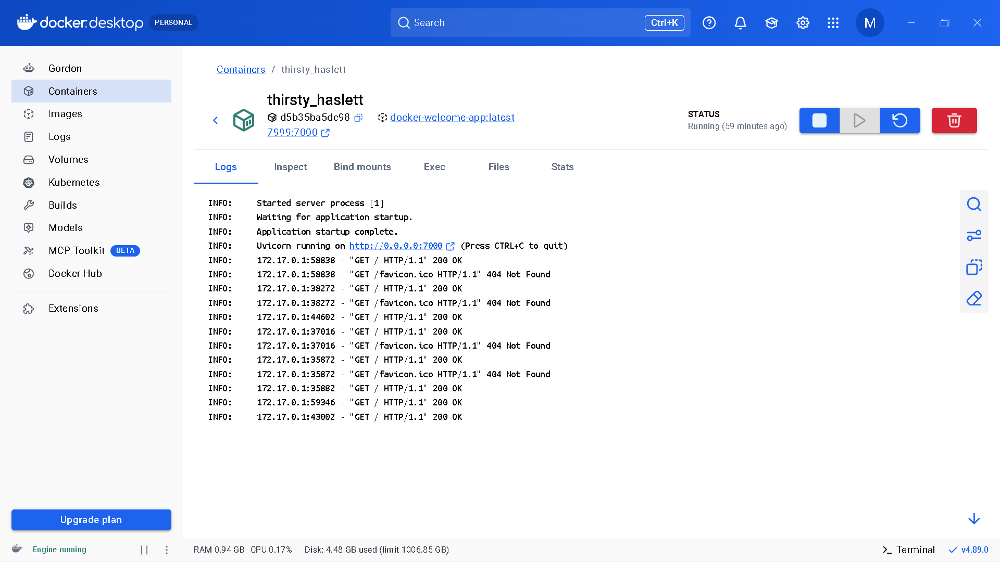 docker desktop PERSONAL
Search
Ctrl+K
M
Gordon
Containers
Images
Logs
Volumes
Kubernetes
Builds
Models
MCP Toolkit BETA
Docker Hub
Extensions
Upgrade plan
Containers / thirsty_haslett
thirsty_haslett
d5b35ba5dc98 docker-welcome-app:latest
7999:7000
STATUS
Running (59 minutes ago)
Logs Inspect Bind mounts Exec Files Stats
INFO: Started server process [1]
INFO: Waiting for application startup.
INFO: Application startup complete.
INFO: Uvicorn running on http://0.0.0.0:7000 (Press CTRL+C to quit)
INFO: 172.17.0.1:58838 - "GET / HTTP/1.1" 200 OK
INFO: 172.17.0.1:58838 - "GET /favicon.ico HTTP/1.1" 404 Not Found
INFO: 172.17.0.1:38272 - "GET / HTTP/1.1" 200 OK
INFO: 172.17.0.1:38272 - "GET /favicon.ico HTTP/1.1" 404 Not Found
INFO: 172.17.0.1:44602 - "GET / HTTP/1.1" 200 OK
INFO: 172.17.0.1:37016 - "GET / HTTP/1.1" 200 OK
INFO: 172.17.0.1:37016 - "GET /favicon.ico HTTP/1.1" 404 Not Found
INFO: 172.17.0.1:35872 - "GET / HTTP/1.1" 200 OK
INFO: 172.17.0.1:35872 - "GET /favicon.ico HTTP/1.1" 404 Not Found
INFO: 172.17.0.1:35882 - "GET / HTTP/1.1" 200 OK
INFO: 172.17.0.1:59346 - "GET / HTTP/1.1" 200 OK
INFO: 172.17.0.1:43002 - "GET / HTTP/1.1" 200 OK
Engine running
RAM 0.94 GB CPU 0.17% Disk: 4.48 GB used (limit 1006.85 GB)
Terminal
v4.89.0